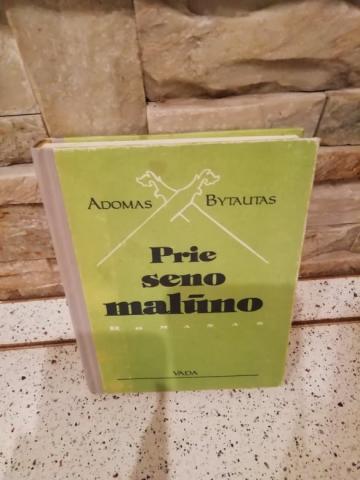 ADOMAS BYTAUTAS
Prie
seno
malūno
ROMANAS
VADA